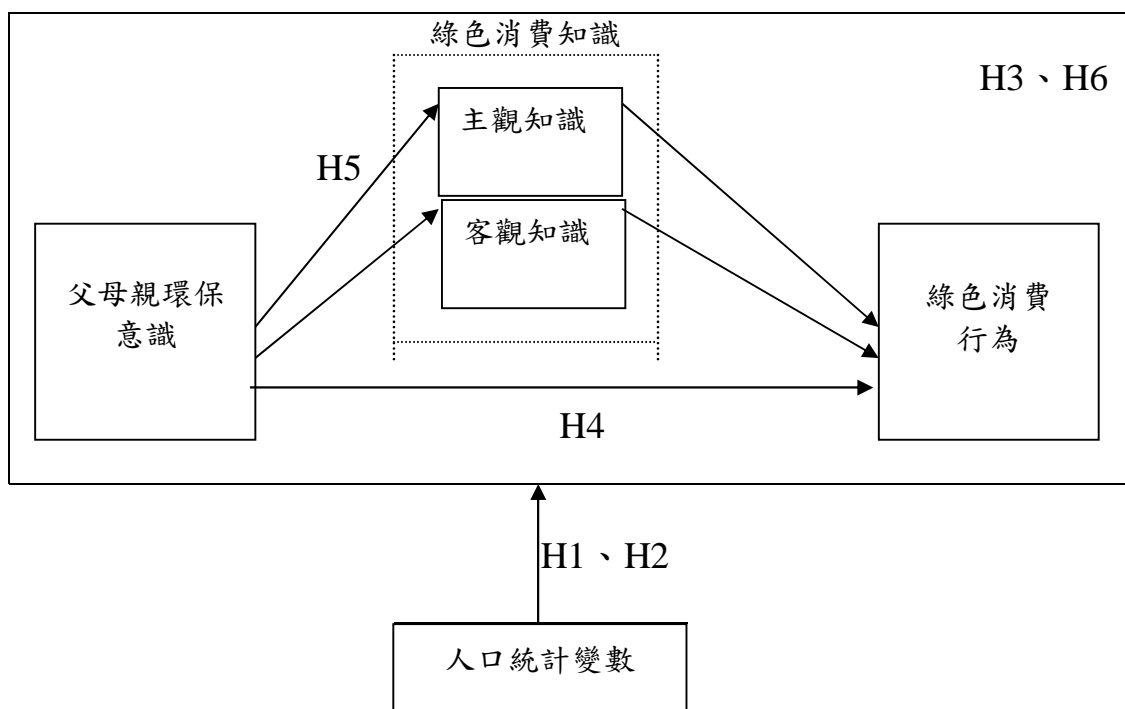 綠色消費知識
H3、H6
主觀知識
H5
客觀知識
父母親環保
意識
綠色消費
行為
H4
H1、H2
人口統計變數